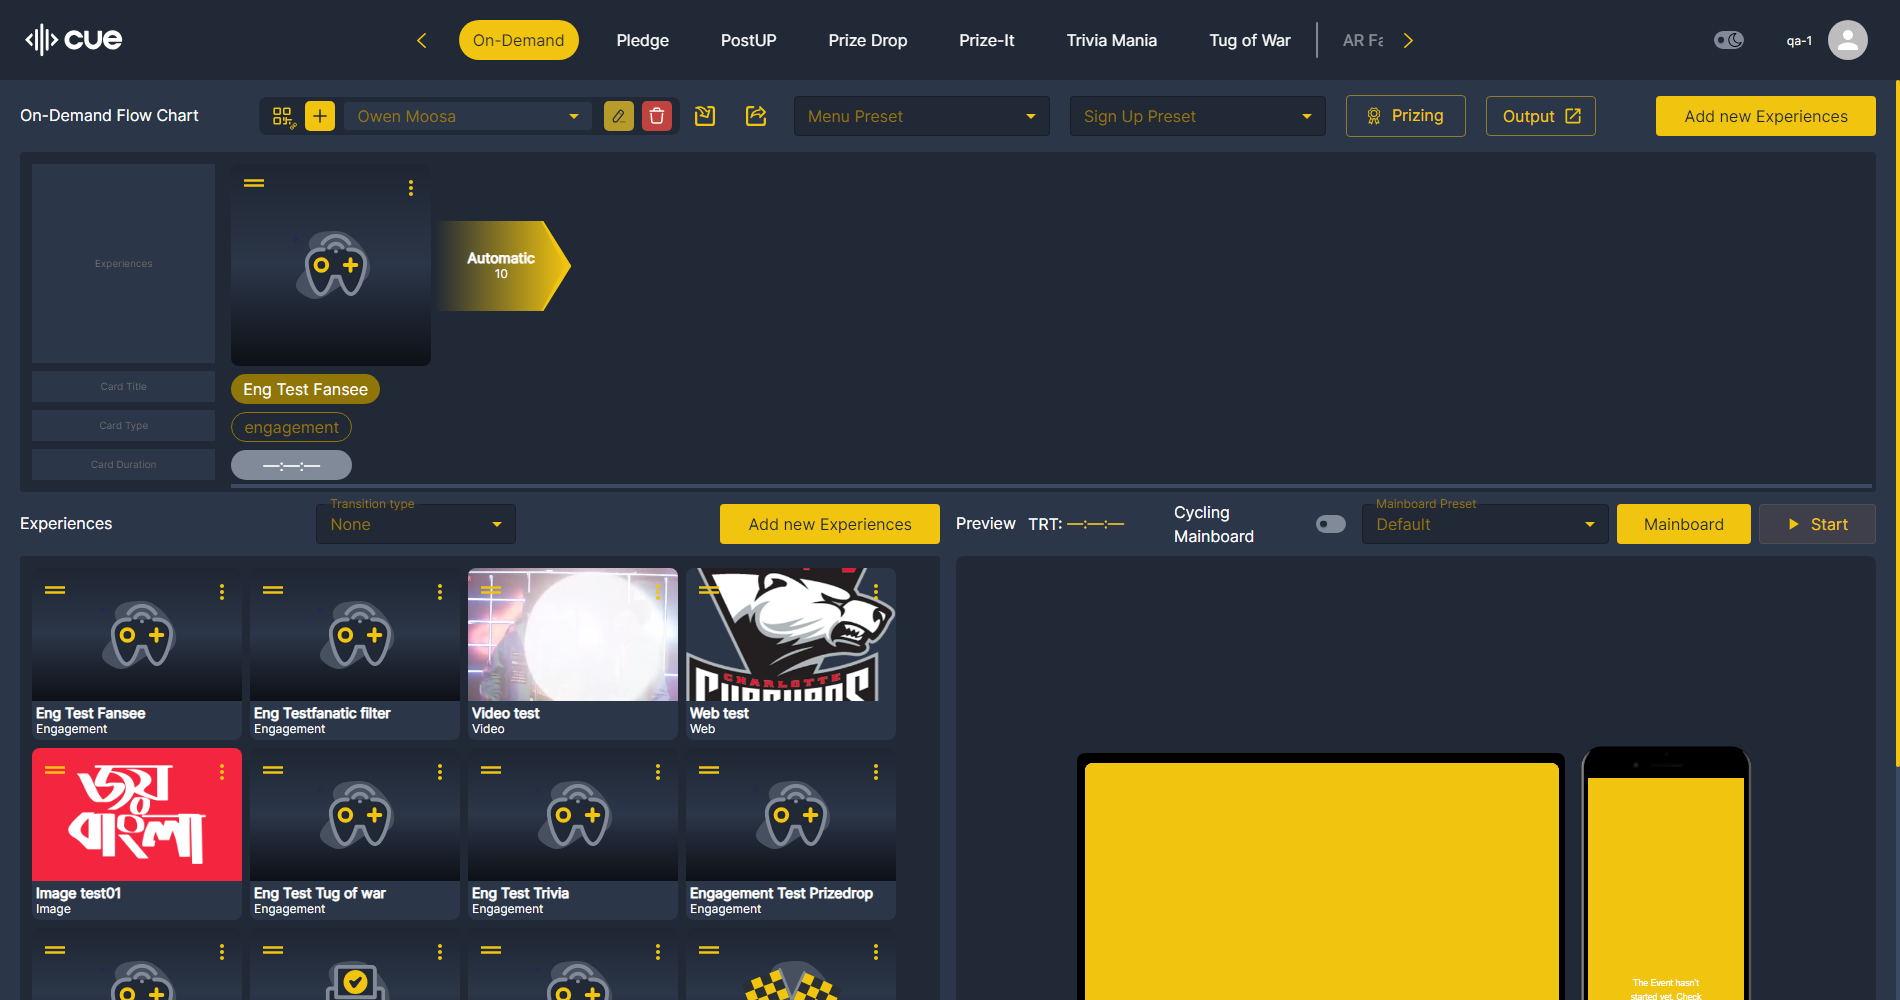 cue
On-Demand
Pledge
PostUP
Prize Drop
Prize-It
Trivia Mania
Tug of War
AR Fa
qa-1
On-Demand Flow Chart
Owen Moosa
Menu Preset
Sign Up Preset
Prizing
Output
Add new Experiences
Experiences
Automatic
10
Card Title
Eng Test Fansee
Card Type
engagement
Card Duration
—:—:—
Experiences
Transition type
None
Add new Experiences
Preview
TRT: —:—:—
Cycling
Mainboard
Mainboard Preset
Default
Mainboard
Start
CHARLOTTE
Eng Test Fansee
Engagement
Eng Testfanatic filter
Engagement
Video test
Video
Web test
Web
জয়
বাংলা
Image test01
Image
Eng Test Tug of war
Engagement
Eng Test Trivia
Engagement
Engagement Test Prizedrop
Engagement
The Event hasn't
started yet. Check